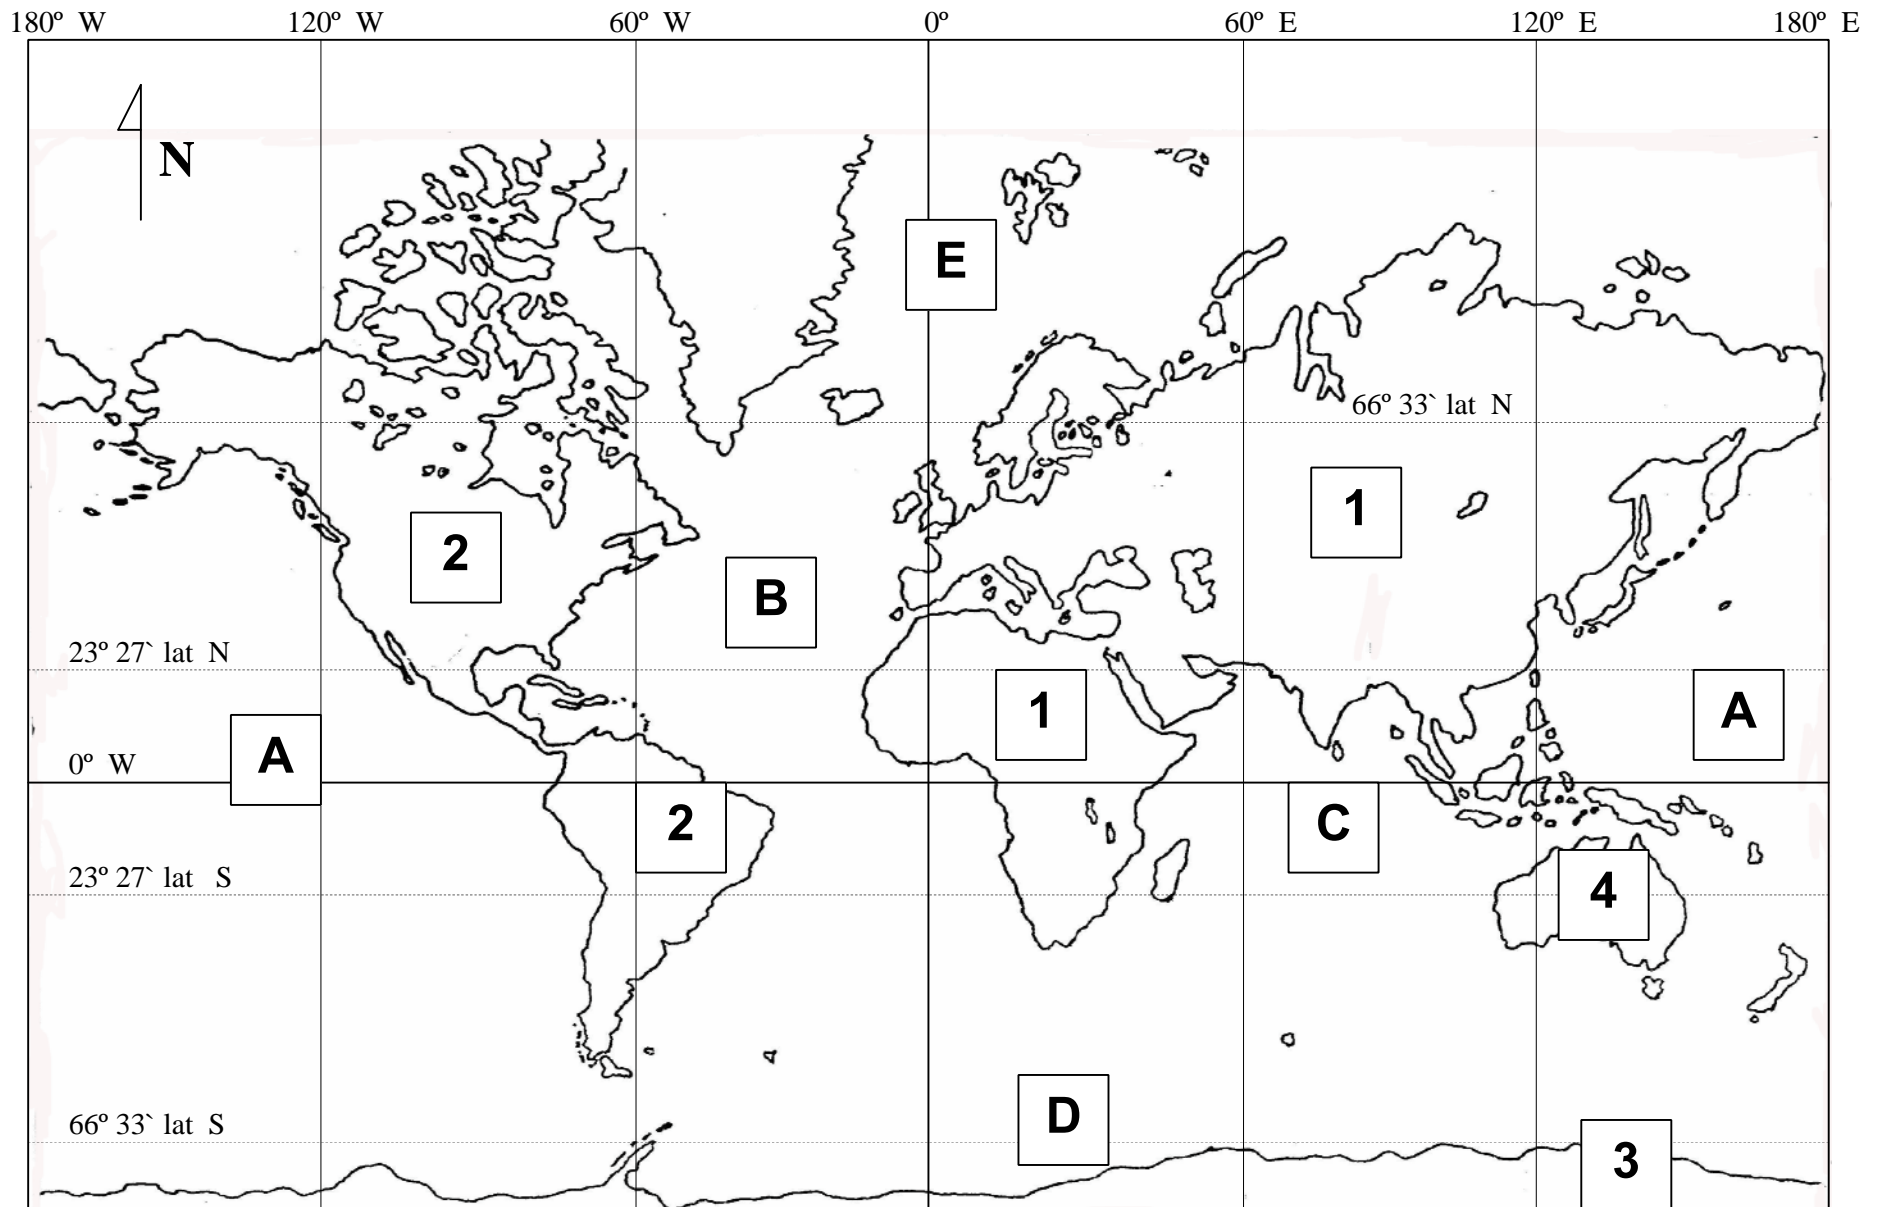 180º W 120º W 60º W 0º 60º E 120º E 180º E
N
E
66º 33` lat N
1
2
B
23º 27` lat N
1
A
A
0º W
2
C
23º 27` lat S
4
D
66º 33` lat S
3